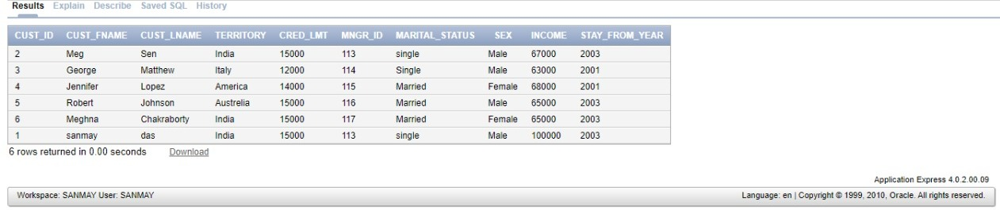 Results Explain Describe Saved SQL History
CUST_ID CUST_FNAME CUST_LNAME TERRITORY CRED_LMT MNGR_ID MARITAL_STATUS SEX INCOME STAY_FROM_YEAR
2 Meg Sen India 15000 113 single Male 67000 2003
3 George Matthew Italy 12000 114 Single Male 63000 2001
4 Jennifer Lopez America 14000 115 Married Female 68000 2001
5 Robert Johnson Austrelia 15000 116 Married Male 65000 2003
6 Meghna Chakraborty India 15000 117 Married Female 65000 2003
1 sanmay das India 15000 113 single Male 100000 2003
6 rows returned in 0.00 seconds Download
Application Express 4.0.2.00.09
Workspace: SANMAY User: SANMAY Language: en | Copyright © 1999, 2010, Oracle. All rights reserved.